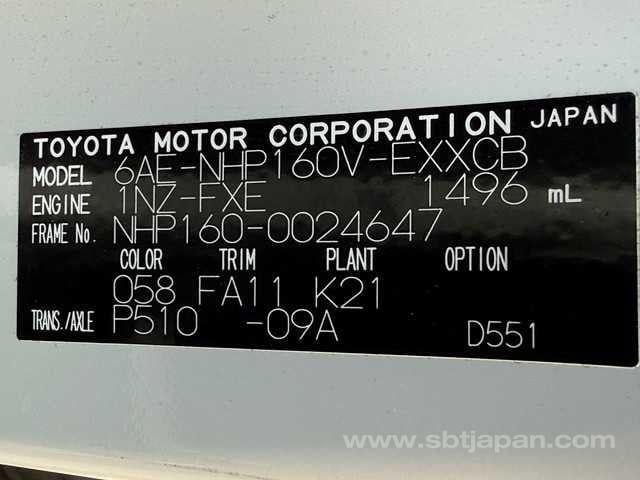 TOYOTA MOTOR CORPORATION JAPAN
MODEL 6AE-NHP160V-EXXCB
ENGINE 1NZ-FXE 1496 mL
FRAME No. NHP160-0024647
COLOR TRIM PLANT OPTION
058 FA11 K21
TRANS./AXLE P510 -09A D551
www.sbtjapan.com